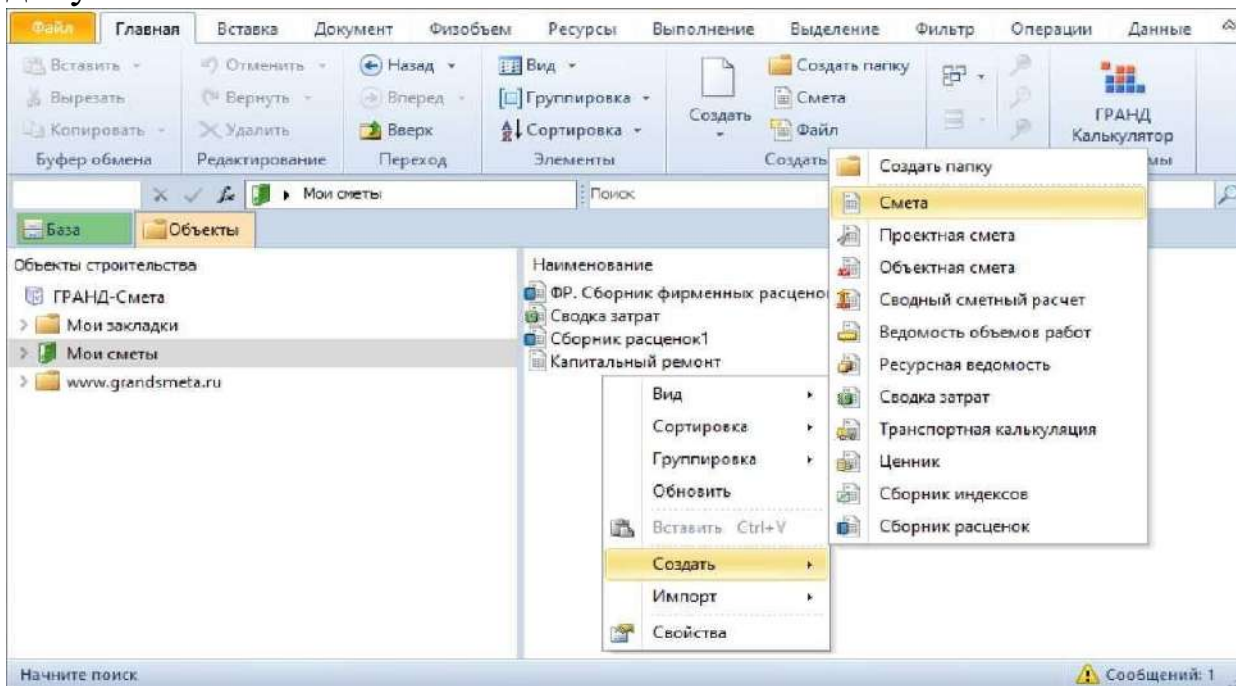 Файл Главная Вставка Документ Физобъем Ресурсы Выполнение Выделение Фильтр Операции Данные
Вставить Отменить Назад Вид Создать папку
Вырезать Вернуть Вперед Группировка Создать Смета ГРАНД
Копировать Удалить Вверх Сортировка Файл Калькулятор
Буфер обмена Редактирование Переход Элементы Создать
Мои сметы Поиск
База Объекты
Объекты строительства
ГРАНД-Смета
Мои закладки
Мои сметы
www.grandsmeta.ru
Наименование
ФР. Сборник фирменных
Сводка затрат
Сборник расценок1
Капитальный ремонт
Вид
Сортировка
Группировка
Обновить
Вставить Ctrl+V
Создать
Импорт
Свойства
Создать папку
Смета
Проектная смета
Объектная смета
Сводный сметный расчет
Ведомость объемов работ
Ресурсная ведомость
Сводка затрат
Транспортная калькуляция
Ценник
Сборник индексов
Сборник расценок
Начните поиск Сообщений: 1